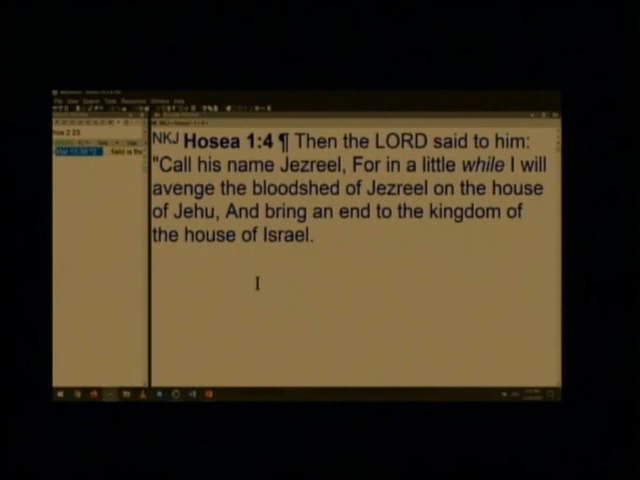 NKJ Hosea 1:4 ¶ Then the LORD said to him:
"Call his name Jezreel, For in a little while I will
avenge the bloodshed of Jezreel on the house
of Jehu, And bring an end to the kingdom of
the house of Israel.